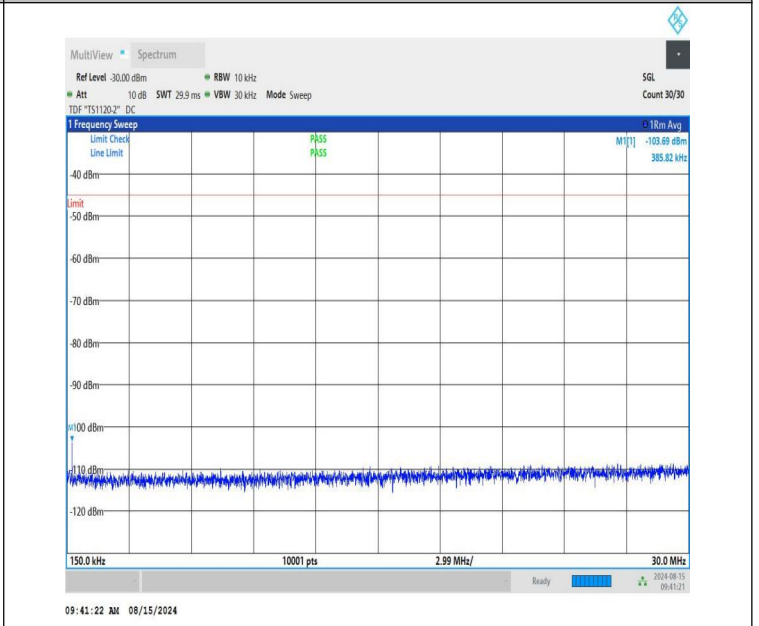 R&S
MultiView Spectrum
Ref Level -30.00 dBm RBW 10 kHz SGL
Att 10 dB SWT 29.9 ms VBW 30 kHz Mode Sweep Count 30/30
TDF "TS1120-2" DC
1 Frequency Sweep 1Rm Avg
Limit Check PASS M1[1] -103.69 dBm
Line Limit PASS 385.82 kHz
-40 dBm
Limit
-50 dBm
-60 dBm
-70 dBm
-80 dBm
-90 dBm
M1
-100 dBm
-110 dBm
-120 dBm
150.0 kHz 10001 pts 2.99 MHz/ 30.0 MHz
Ready 2024-08-15
09:41:21
09:41:22 AM 08/15/2024